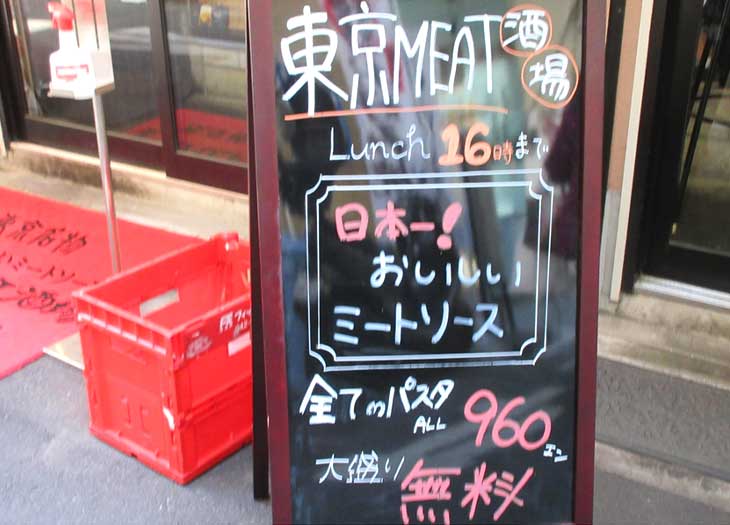 東京MEAT酒場
Lunch 16時まで
日本一!
おいしい
ミートソース
全てのパスタ
ALL
960エン
大盛り
無料